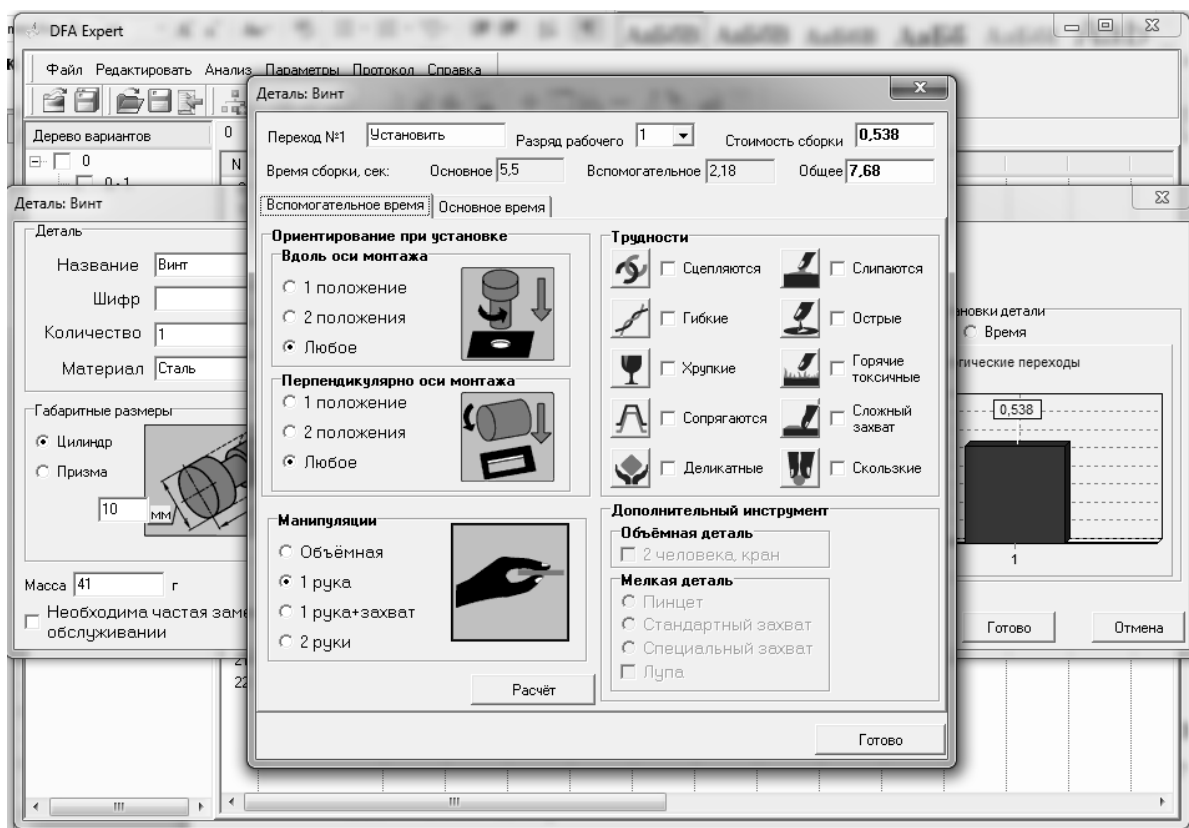 DFA Expert
Файл Редактировать Анализ Параметры Протокол Справка
Дерево вариантов
0
0
N
0 - 1
Деталь: Винт
Деталь
Название Винт
Шифр
Количество 1
Материал Сталь
Габаритные размеры
Цилиндр
Призма
10 мм
Масса 41 г
Необходима частая
обслуживании
22
Деталь: Винт
Переход №1 Установить Разряд рабочего 1 Стоимость сборки 0,538
Время сборки, сек: Основное 5,5 Вспомогательное 2,18 Общее 7,68
Вспомогательное время Основное время
Ориентирование при установке
Вдоль оси монтажа
1 положение
2 положения
Любое
Перпендикулярно оси монтажа
1 положение
2 положения
Любое
Манипуляции
Объёмная
1 рука
1 рука+захват
2 руки
Расчёт
Трудности
Сцепляются Слипаются
Гибкие Острые
Хрупкие Горячие
токсичные
Сопрягаются Сложный
захват
Деликатные Скользкие
Дополнительный инструмент
Объёмная деталь
2 человека, кран
Мелкая деталь
Пинцет
Стандартный захват
Специальный захват
Лупа
Готово
детали
Время
переходы
0,538
1
Готово Отмена